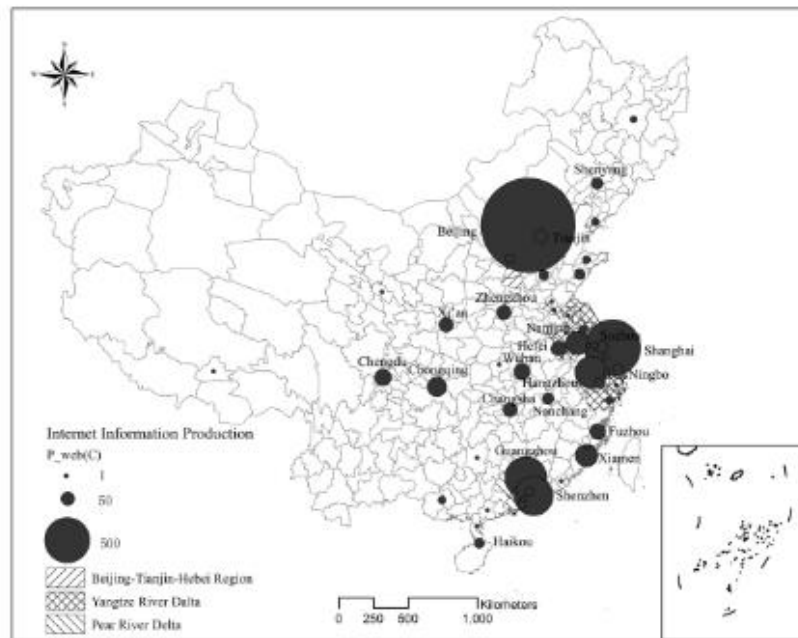 N
W
E
S
Shenyang
Beijing
Tianjin
Zhengzhou
Xi'an
Nanjing
Hefei
Shanghai
Wuhan
Chengdu
Chongqing
Hangzhou
Ningbo
Changsha
Nanchang
Fuzhou
Guangzhou
Xiamen
Shenzhen
Haikou
Internet Information Production
P_web(C)
1
50
500
Beijing-Tianjin-Hebei Region
Yangtze River Dalta
Pear River Delta
Kilometers
0 250 500 1,000